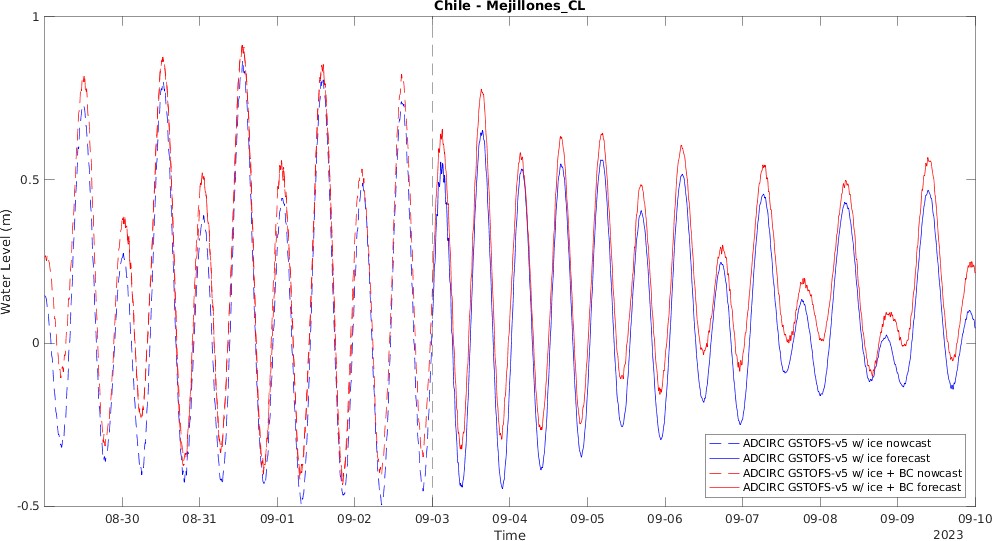 Chile - Mejillones_CL
1
0.5
0
-0.5
Water Level (m)
ADCIRC GSTOFS-v5 w/ ice nowcast
ADCIRC GSTOFS-v5 w/ ice forecast
ADCIRC GSTOFS-v5 w/ ice + BC nowcast
ADCIRC GSTOFS-v5 w/ ice + BC forecast
08-30 08-31 09-01 09-02 09-03 09-04 09-05 09-06 09-07 09-08 09-09 09-10
Time
2023